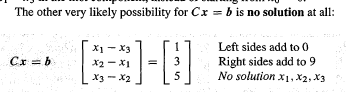 The other very likely possibility for Cx = b is no solution at all:
x₁ − x₃ 1 Left sides add to 0
Cx = b x₂ − x₁ = 3 Right sides add to 9
x₃ − x₂ 5 No solution x₁, x₂, x₃